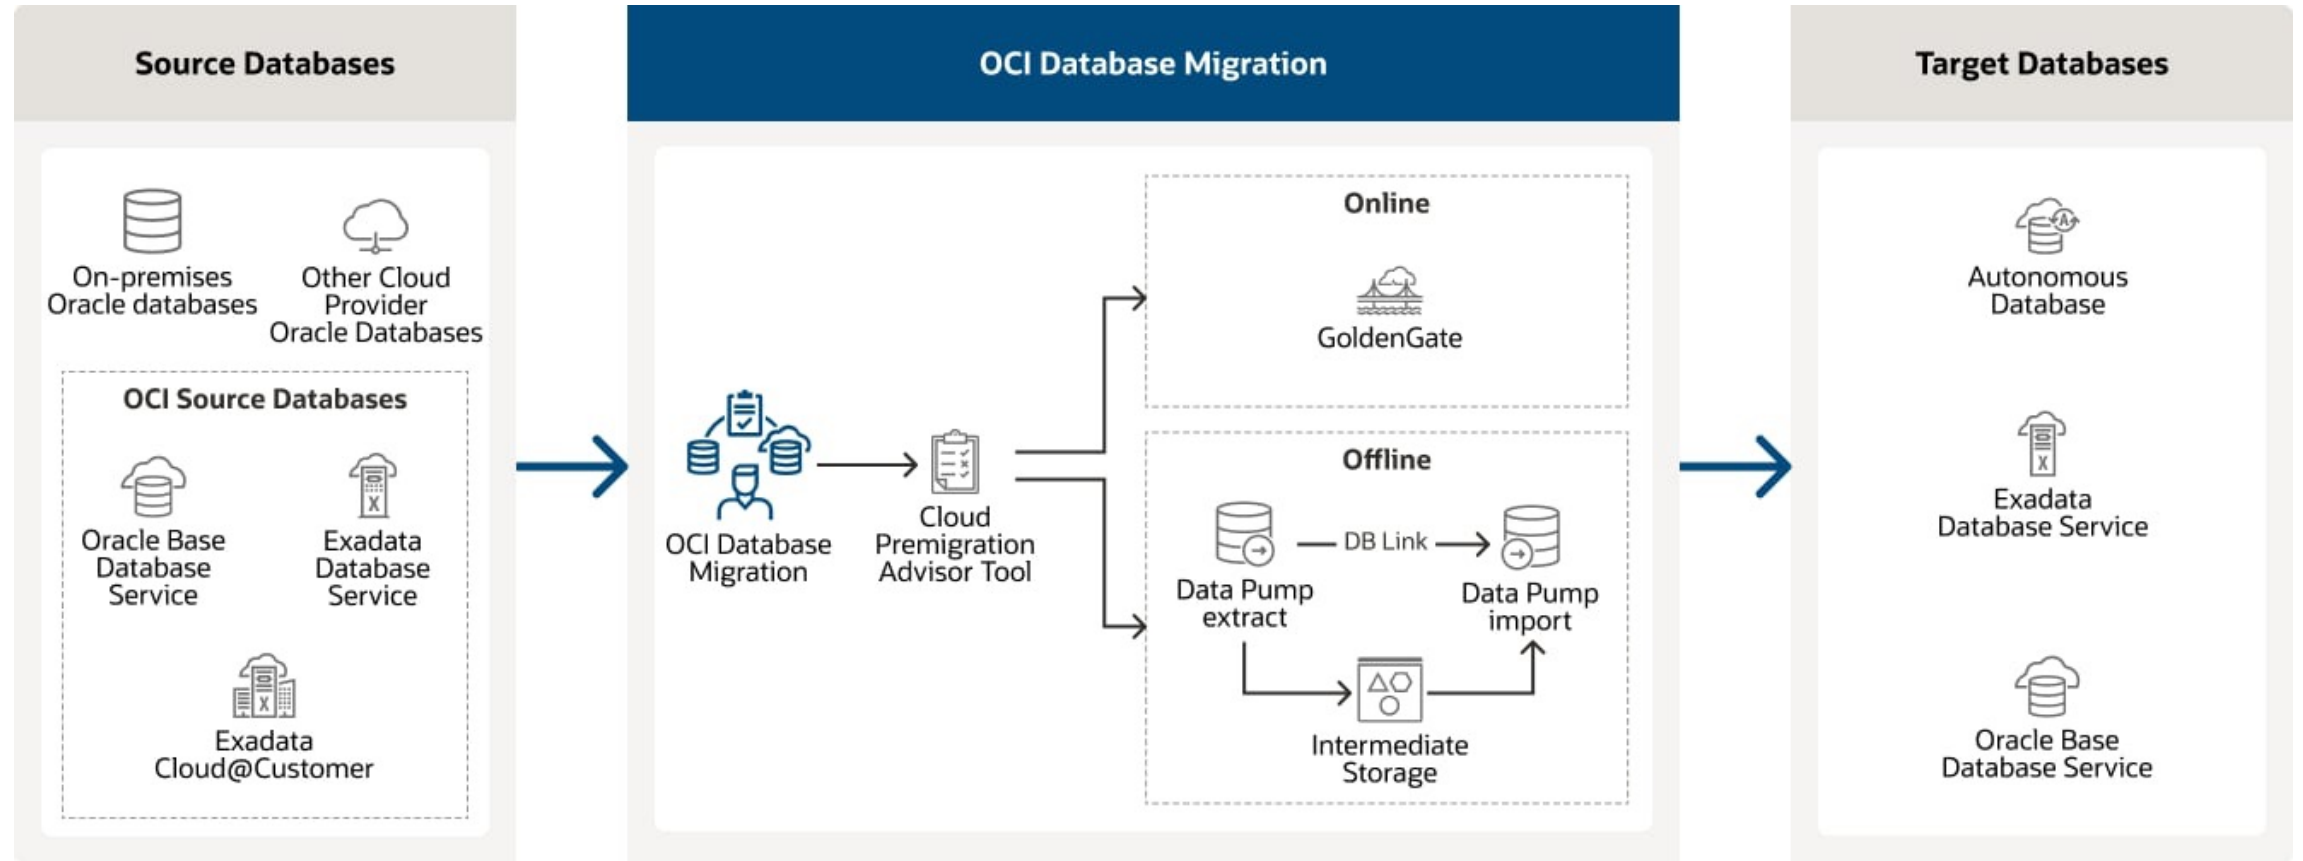 Source Databases
On-premises
Oracle databases
Other Cloud
Provider
Oracle Databases
OCI Source Databases
Oracle Base
Database
Service
Exadata
Database
Service
Exadata
Cloud@Customer
OCI Database Migration
OCI Database
Migration
Cloud
Premigration
Advisor Tool
Online
GoldenGate
Offline
Data Pump
extract
DB Link
Data Pump
import
Intermediate
Storage
Target Databases
Autonomous
Database
Exadata
Database Service
Oracle Base
Database Service